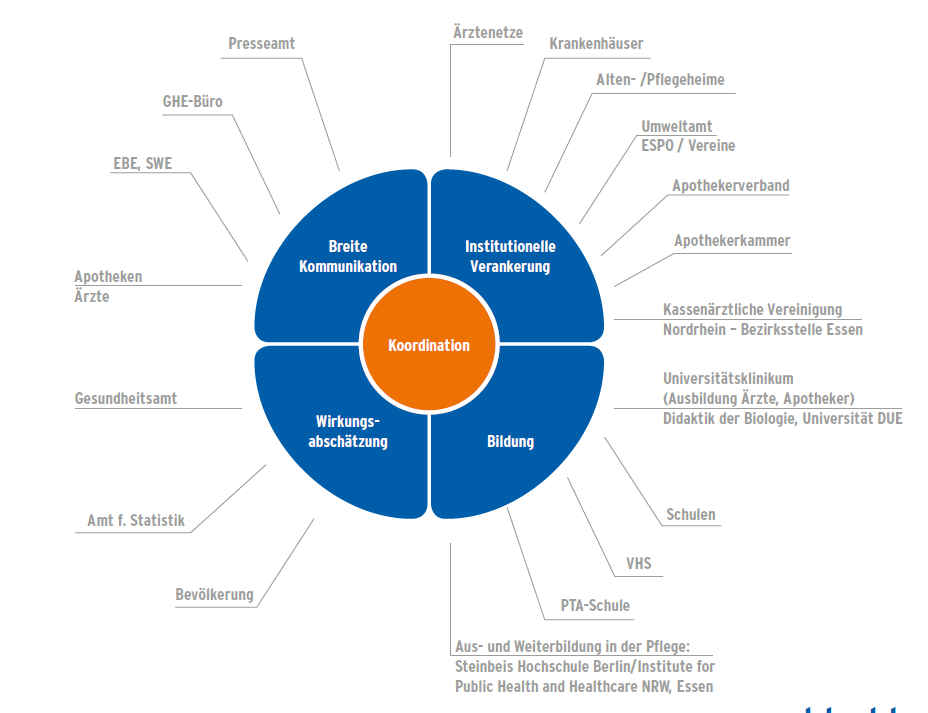 Ärztenetze
Presseamt
Krankenhäuser
Alten- /Pflegeheime
GHE-Büro
Umweltamt
ESPO / Vereine
EBE, SWE
Apothekerverband
Apothekerkammer
Breite
Kommunikation
Institutionelle
Verankerung
Apotheken
Ärzte
Kassenärztliche Vereinigung
Nordrhein – Bezirksstelle Essen
Koordination
Universitätsklinikum
(Ausbildung Ärzte, Apotheker)
Didaktik der Biologie, Universität DUE
Gesundheitsamt
Wirkungs-
abschätzung
Bildung
Amt f. Statistik
Schulen
VHS
Bevölkerung
PTA-Schule
Aus- und Weiterbildung in der Pflege:
Steinbeis Hochschule Berlin/Institute for
Public Health and Healthcare NRW, Essen